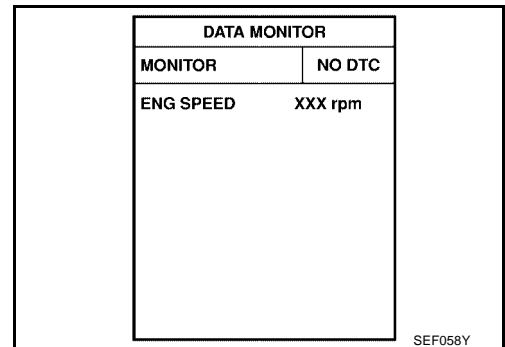 DATA MONITOR
MONITOR NO DTC
ENG SPEED XXX rpm
SEF058Y